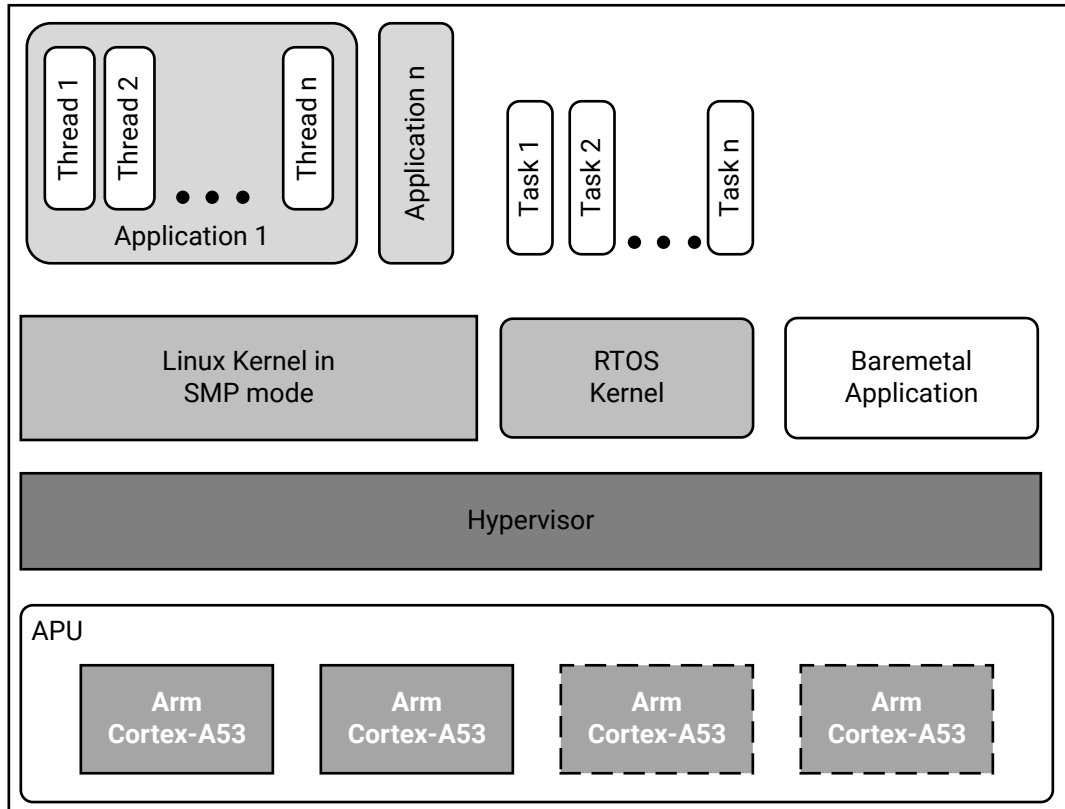 Thread 1
Thread 2
Thread n
Application 1
Application n
Task 1
Task 2
Task n
Linux Kernel in
SMP mode
RTOS
Kernel
Baremetal
Application
Hypervisor
APU
Arm
Cortex-A53
Arm
Cortex-A53
Arm
Cortex-A53
Arm
Cortex-A53